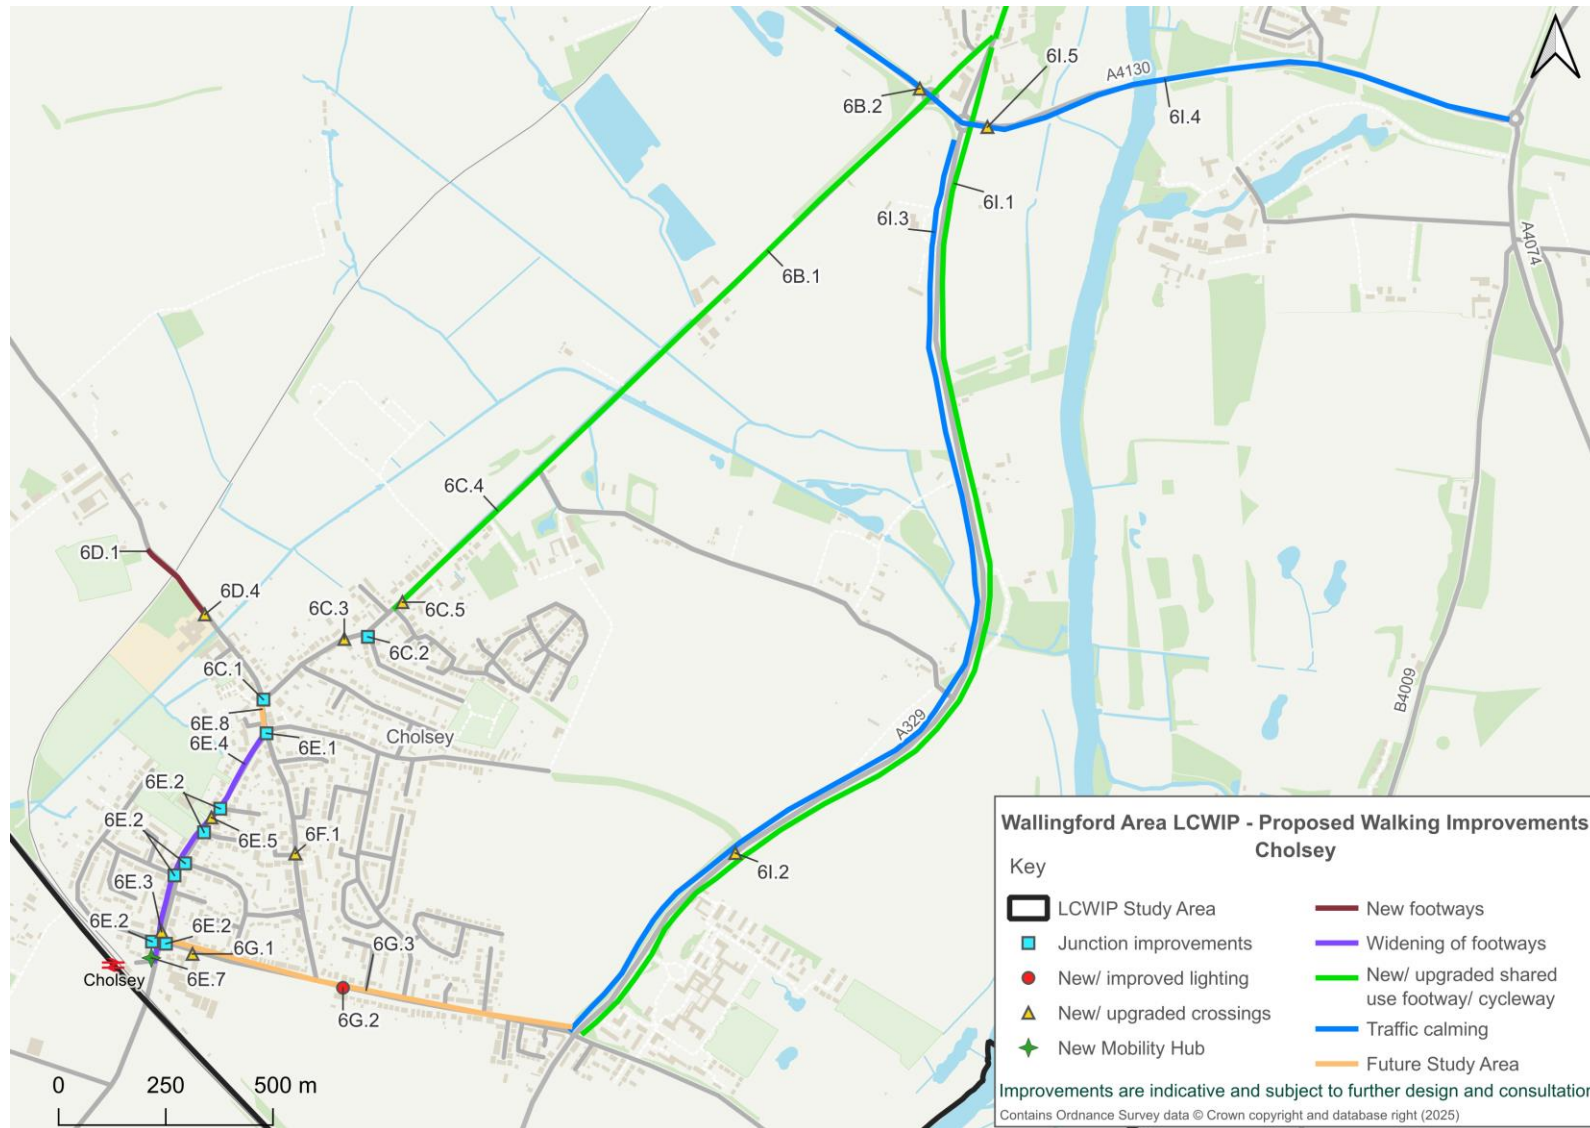 6I.5
A4130
6B.2
6I.4
6I.1
6I.3
A4074
6B.1
6C.4
6D.1
6D.4
6C.3
6C.5
6C.2
6C.1
B4009
6E.8
6E.4
6E.1
Cholsey
A329
6E.2
6E.2
6E.5
6F.1
6I.2
6E.3
6E.2
6E.2
6G.1
6G.3
Cholsey
6E.7
6G.2
0 250 500 m
Wallingford Area LCWIP - Proposed Walking Improvements
Cholsey
Key
LCWIP Study Area
Junction improvements
New/ improved lighting
New/ upgraded crossings
New Mobility Hub
New footways
Widening of footways
New/ upgraded shared
use footway/ cycleway
Traffic calming
Future Study Area
Improvements are indicative and subject to further design and consultation
Contains Ordnance Survey data © Crown copyright and database right (2025)